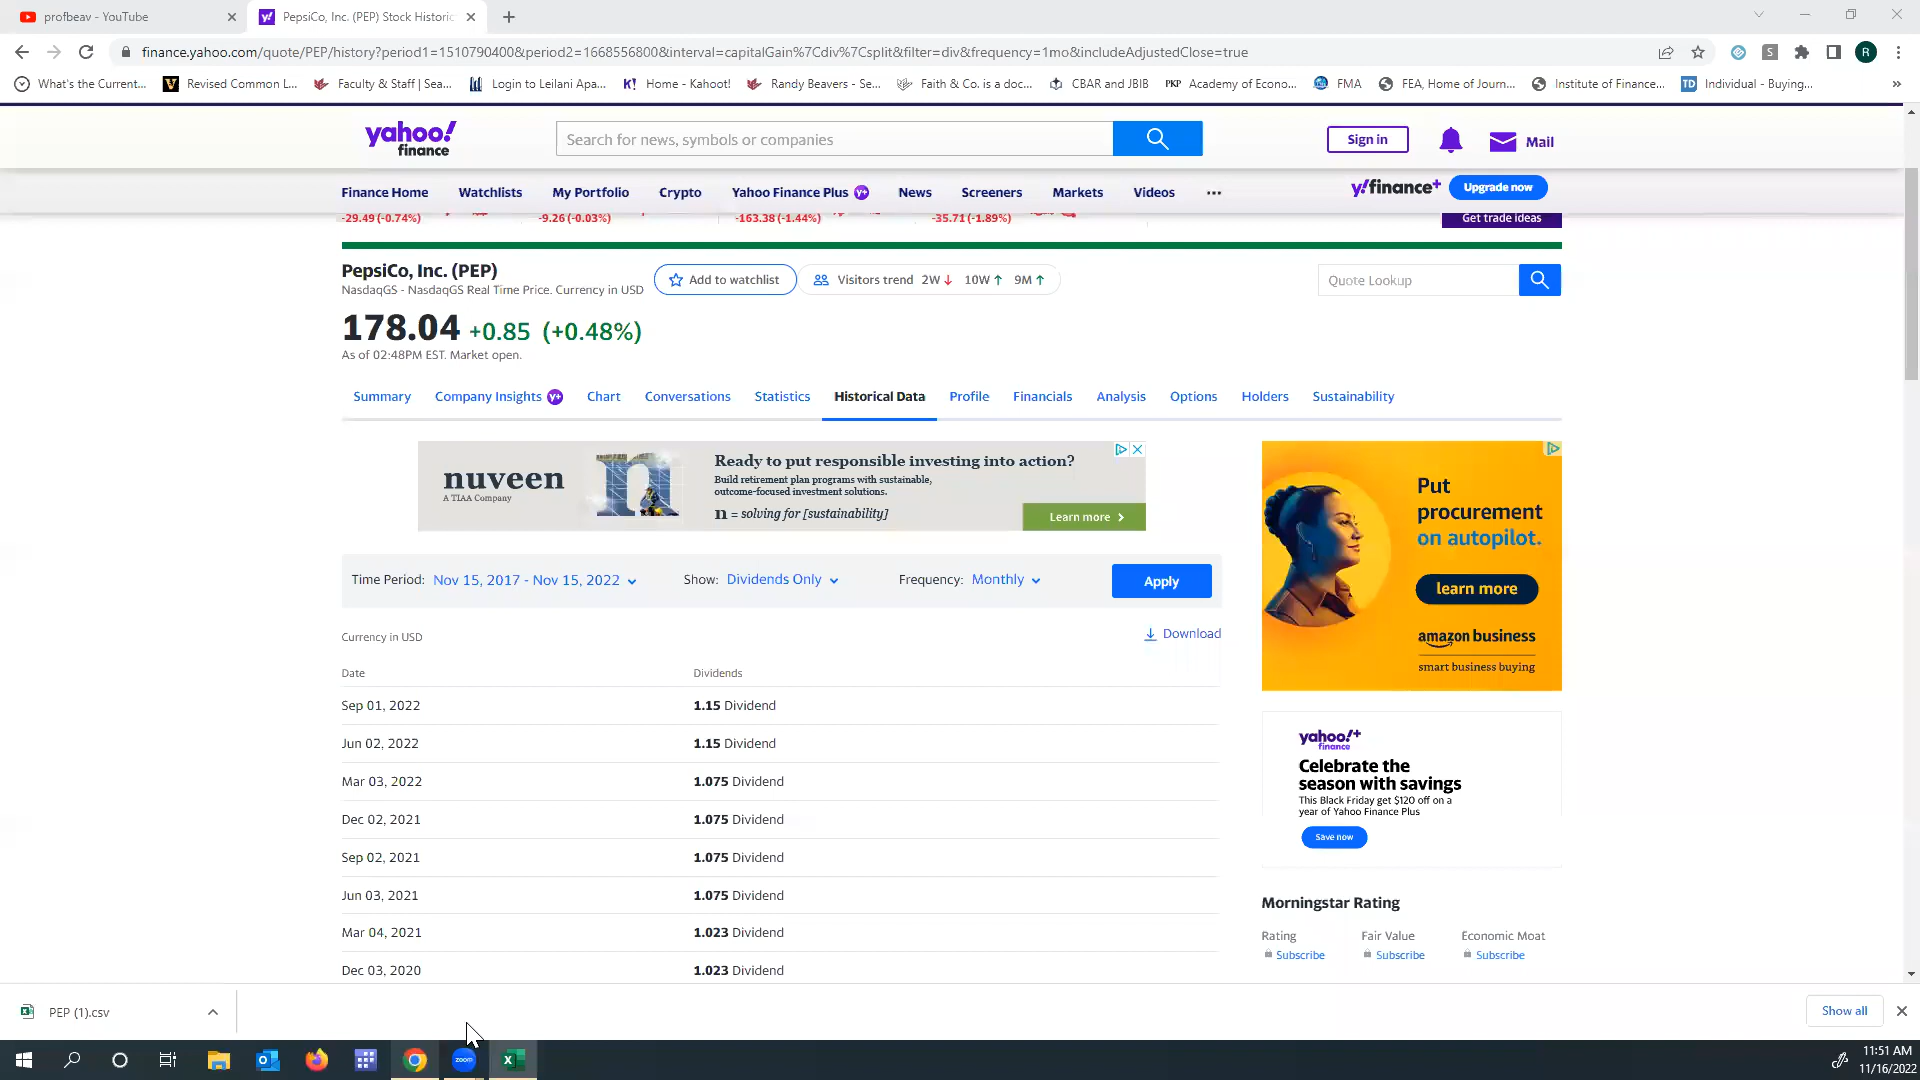 profbeav - YouTube
PepsiCo, Inc. (PEP) Stock Historic
finance.yahoo.com/quote/PEP/history?period1=1510790400&period2=1668556800&interval=capitalGain%7Cdiv%7Csplit&filter=div&frequency=1mo&includeAdjustedClose=true
S
R
What's the Current...
Revised Common L...
Faculty & Staff | Sea...
Login to Leilani Apa...
K! Home - Kahoot!
Randy Beavers - Se...
Faith & Co. is a doc...
CBAR and JBIB
PKP Academy of Econo...
FMA
FEA, Home of Journ...
Institute of Finance...
TD Individual - Buying...
»
yahoo!
finance
Search for news, symbols or companies
Sign in
Mail
Finance Home
Watchlists
My Portfolio
Crypto
Yahoo Finance Plus y+
News
Screeners
Markets
Videos
...
y!finance+
Upgrade now
-29.49 (-0.74%)
-9.26 (-0.03%)
-163.38 (-1.44%)
-35.71 (-1.89%)
Get trade ideas
PepsiCo, Inc. (PEP)
NasdaqGS - NasdaqGS Real Time Price. Currency in USD
Add to watchlist
Visitors trend 2W ↓ 10W ↑ 9M ↑
Quote Lookup
178.04 +0.85 (+0.48%)
As of 02:48PM EST. Market open.
Summary
Company Insights y+
Chart
Conversations
Statistics
Historical Data
Profile
Financials
Analysis
Options
Holders
Sustainability
nuveen
A TIAA Company
n
Ready to put responsible investing into action?
Build retirement plan programs with sustainable,
outcome-focused investment solutions.
n = solving for [sustainability]
Learn more >
Put
procurement
on autopilot.
learn more
amazon business
smart business buying
Time Period: Nov 15, 2017 - Nov 15, 2022
Show: Dividends Only
Frequency: Monthly
Apply
Currency in USD
Download
Date Dividends
Sep 01, 2022 1.15 Dividend
Jun 02, 2022 1.15 Dividend
Mar 03, 2022 1.075 Dividend
Dec 02, 2021 1.075 Dividend
Sep 02, 2021 1.075 Dividend
Jun 03, 2021 1.075 Dividend
Mar 04, 2021 1.023 Dividend
Dec 03, 2020 1.023 Dividend
yahoo!+
finance
Celebrate the
season with savings
This Black Friday get $120 off on a
year of Yahoo Finance Plus
Save now
Morningstar Rating
Rating Fair Value Economic Moat
Subscribe Subscribe Subscribe
PEP (1).csv
Show all
zoom
11:51 AM
11/16/2022